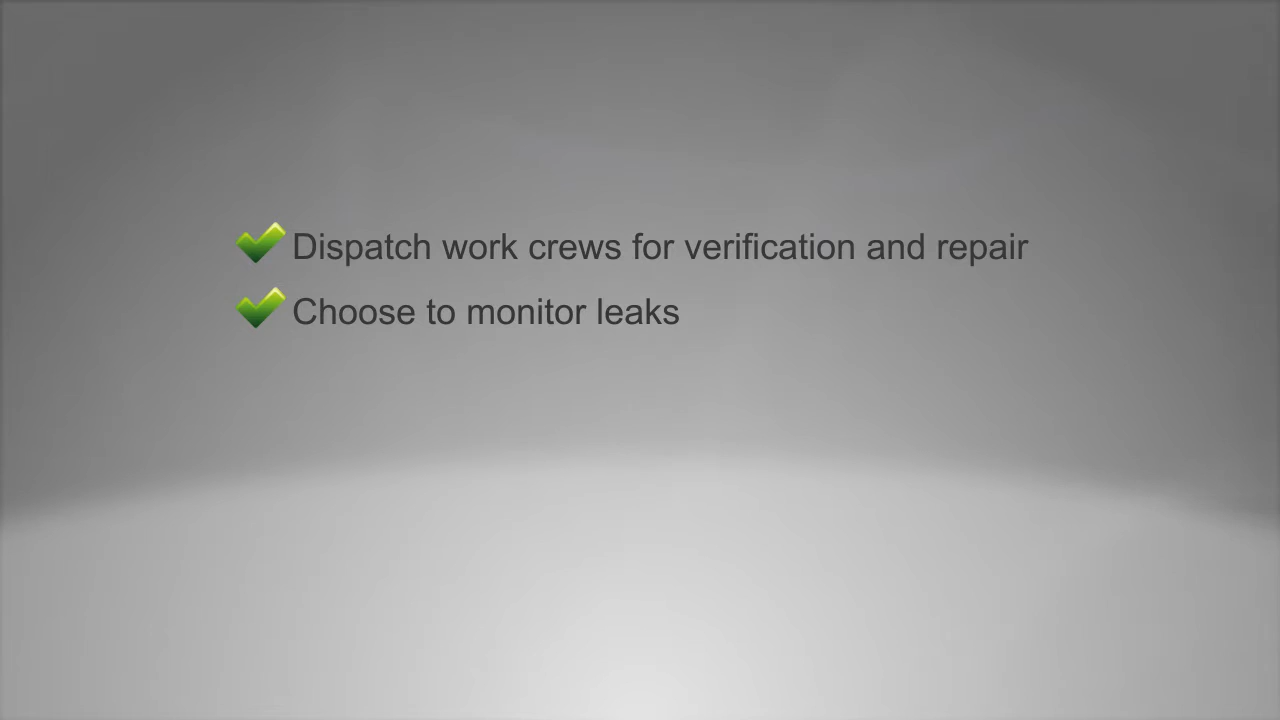 Dispatch work crews for verification and repair
Choose to monitor leaks